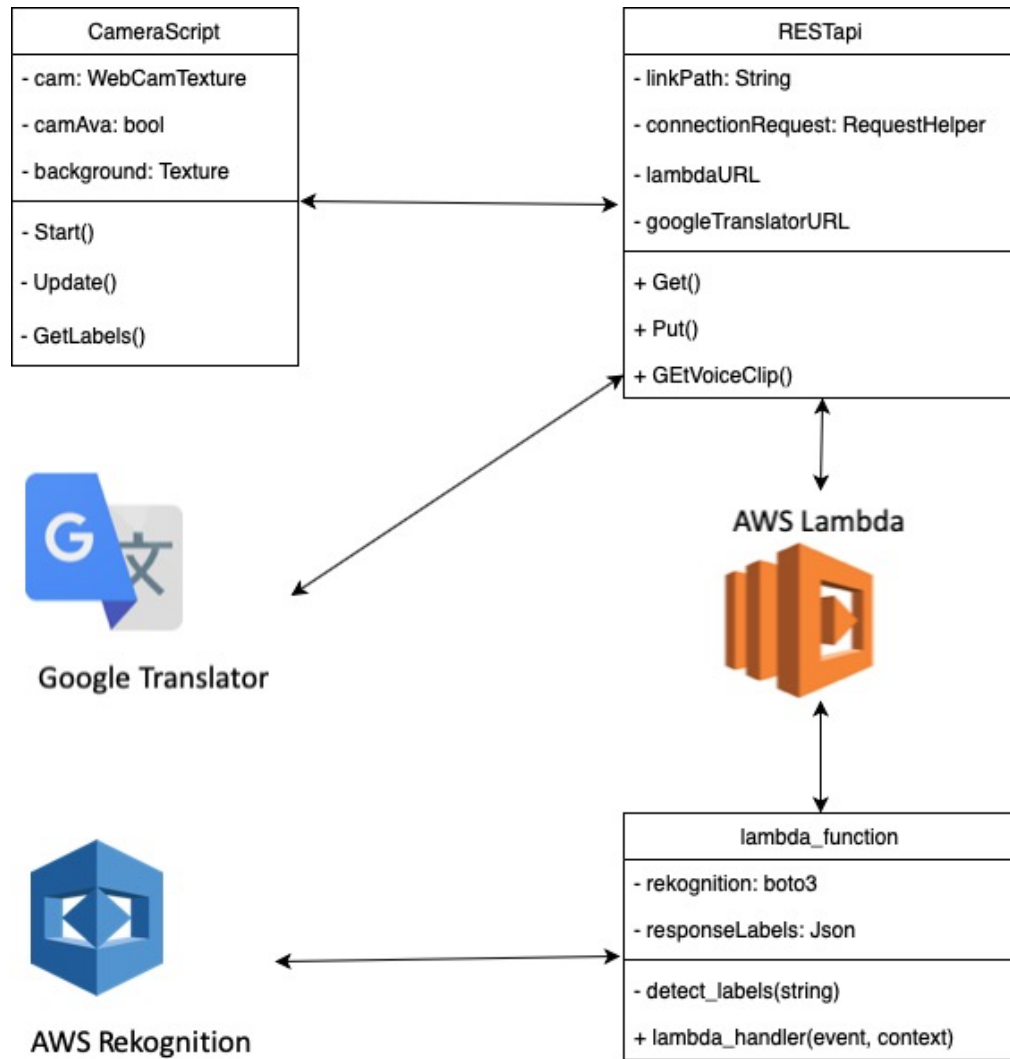 CameraScript
- cam: WebCamTexture
- camAva: bool
- background: Texture
- Start()
- Update()
- GetLabels()
RESTapi
- linkPath: String
- connectionRequest: RequestHelper
- lambdaURL
- googleTranslatorURL
+ Get()
+ Put()
+ GEtVoiceClip()
G
文
Google Translator
AWS Lambda
AWS Rekognition
lambda_function
- rekognition: boto3
- responseLabels: Json
- detect_labels(string)
+ lambda_handler(event, context)